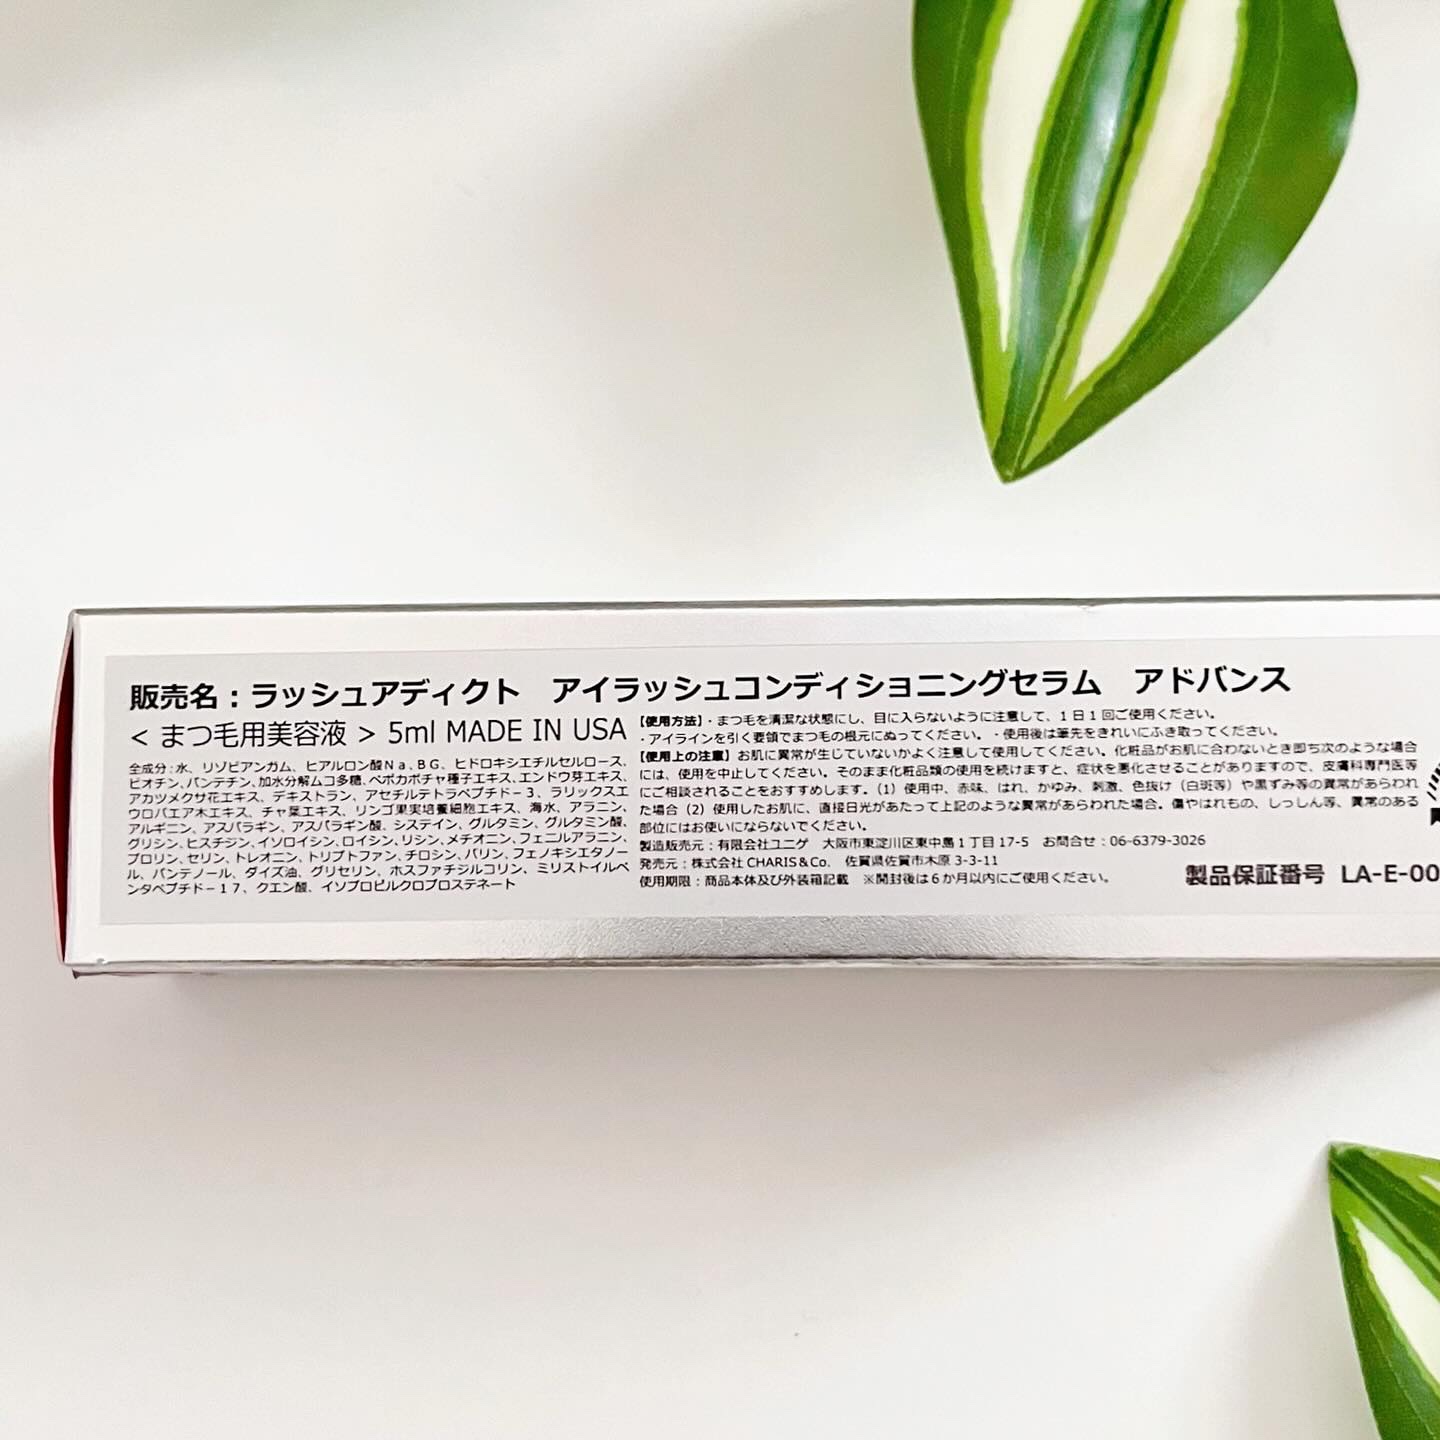 販売名：ラッシュアディクト　アイラッシュコンディショニングセラム　アドバンス
< まつ毛用美容液 > 5ml MADE IN USA
全成分：水、リゾビアンガム、ヒアルロン酸Ｎａ、ＢＧ、ヒドロキシエチルセルロース、
ビオチン、パンテチン、加水分解ムコ多糖、ペポカボチャ種子エキス、エンドウ芽エキス、
アカツメクサ花エキス、デキストラン、アセチルテトラペプチド－３、ラリックスエ
ウロパエア木エキス、チャ葉エキス、リンゴ果実培養細胞エキス、海水、アラニン、
アルギニン、アスパラギン、アスパラギン酸、システイン、グルタミン、グルタミン酸、
グリシン、ヒスチジン、イソロイシン、ロイシン、リシン、メチオニン、フェニルアラニン、
プロリン、セリン、トレオニン、トリプトファン、チロシン、バリン、フェノキシエタノー
ル、パンテノール、ダイズ油、グリセリン、ホスファチジルコリン、ミリストイルペ
ンタペプチド－１７、クエン酸、イソプロピルクロプロステネート
【使用方法】・まつ毛を清潔な状態にし、目に入らないように注意して、１日１回ご使用ください。
・アイラインを引く要領でまつ毛の根元にぬってください。・使用後は筆先をきれいにふき取ってください。
【使用上の注意】お肌に異常が生じていないかよく注意して使用してください。化粧品がお肌に合わないとき即ち次のような場合
には、使用を中止してください。そのまま化粧品類の使用を続けますと、症状を悪化させることがありますので、皮膚科専門医等
にご相談されることをおすすめします。（1）使用中、赤味、はれ、かゆみ、刺激、色抜け（白斑等）や黒ずみ等の異常があらわれ
た場合（2）使用したお肌に、直接日光があたって上記のような異常があらわれた場合。傷やはれもの、しっしん等、異常のある
部位にはお使いにならないでください。
製造販売元：有限会社ユニゲ　大阪市東淀川区東中島１丁目17-5　お問合せ：06-6379-3026
発売元：株式会社 CHARIS＆Co.　佐賀県佐賀市木原 3-3-11
使用期限：商品本体及び外装箱記載　※開封後は６か月以内にご使用ください。
製品保証番号 LA-E-00